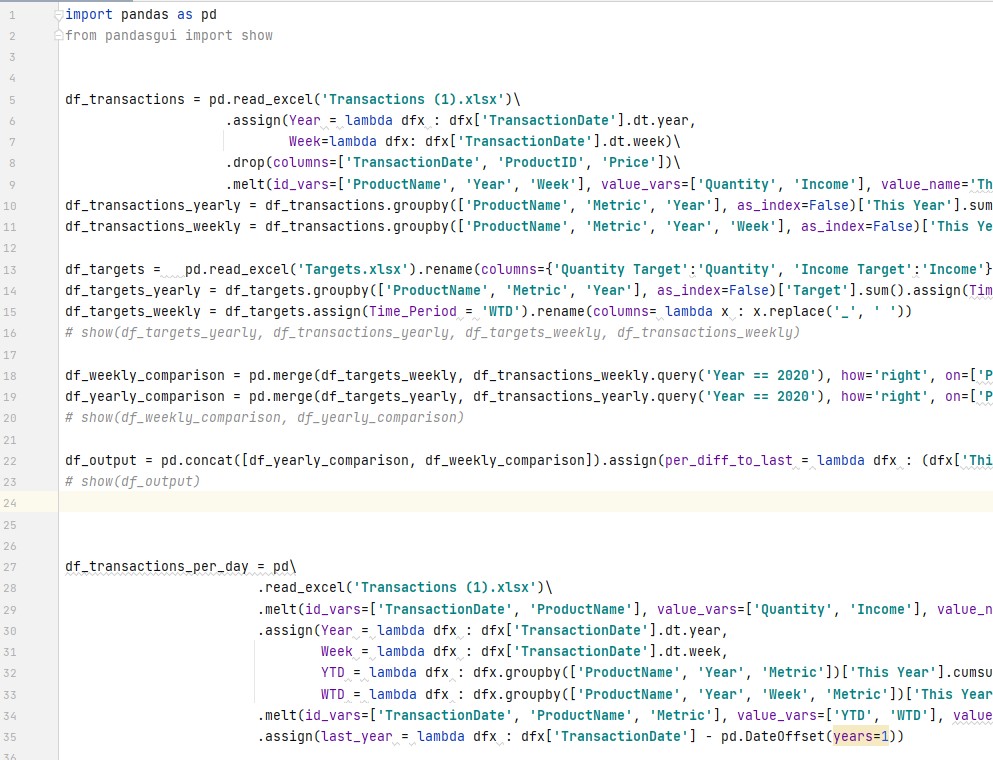 1 import pandas as pd
2 from pandasgui import show
3
4
5 df_transactions = pd.read_excel('Transactions (1).xlsx')\
6 .assign(Year = lambda dfx : dfx['TransactionDate'].dt.year,
7 Week=lambda dfx: dfx['TransactionDate'].dt.week)\
8 .drop(columns=['TransactionDate', 'ProductID', 'Price'])\
9 .melt(id_vars=['ProductName', 'Year', 'Week'], value_vars=['Quantity', 'Income'], value_name='Th
10 df_transactions_yearly = df_transactions.groupby(['ProductName', 'Metric', 'Year'], as_index=False)['This Year'].sum
11 df_transactions_weekly = df_transactions.groupby(['ProductName', 'Metric', 'Year', 'Week'], as_index=False)['This Ye
12
13 df_targets =   pd.read_excel('Targets.xlsx').rename(columns={'Quantity Target':'Quantity', 'Income Target':'Income'}
14 df_targets_yearly = df_targets.groupby(['ProductName', 'Metric', 'Year'], as_index=False)['Target'].sum().assign(Tim
15 df_targets_weekly = df_targets.assign(Time_Period = 'WTD').rename(columns= lambda x : x.replace('_', ' '))
16 # show(df_targets_yearly, df_transactions_yearly, df_targets_weekly, df_transactions_weekly)
17
18 df_weekly_comparison = pd.merge(df_targets_weekly, df_transactions_weekly.query('Year == 2020'), how='right', on=['P
19 df_yearly_comparison = pd.merge(df_targets_yearly, df_transactions_yearly.query('Year == 2020'), how='right', on=['P
20 # show(df_weekly_comparison, df_yearly_comparison)
21
22 df_output = pd.concat([df_yearly_comparison, df_weekly_comparison]).assign(per_diff_to_last = lambda dfx : (dfx['Thi
23 # show(df_output)
24
25
26
27 df_transactions_per_day = pd\
28 .read_excel('Transactions (1).xlsx')\
29 .melt(id_vars=['TransactionDate', 'ProductName'], value_vars=['Quantity', 'Income'], value_n
30 .assign(Year = lambda dfx : dfx['TransactionDate'].dt.year,
31 Week = lambda dfx : dfx['TransactionDate'].dt.week,
32 YTD = lambda dfx : dfx.groupby(['ProductName', 'Year', 'Metric'])['This Year'].cumsu
33 WTD = lambda dfx : dfx.groupby(['ProductName', 'Year', 'Week', 'Metric'])['This Year
34 .melt(id_vars=['TransactionDate', 'ProductName', 'Metric'], value_vars=['YTD', 'WTD'], value
35 .assign(last_year = lambda dfx : dfx['TransactionDate'] - pd.DateOffset(years=1))
36